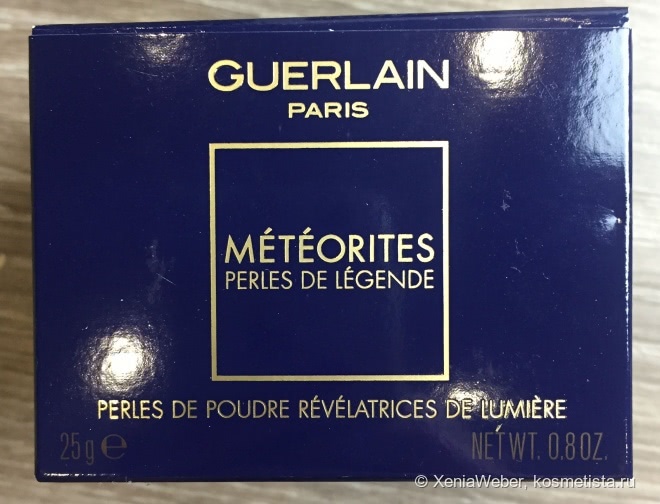 GUERLAIN
PARIS
MÉTÉORITES
PERLES DE LÉGENDE
PERLES DE POUDRE RÉVÉLATRICES DE LUMIÈRE
25g ℮ NET WT. 0.8 OZ.
© XeniaWeber, kosmetista.ru